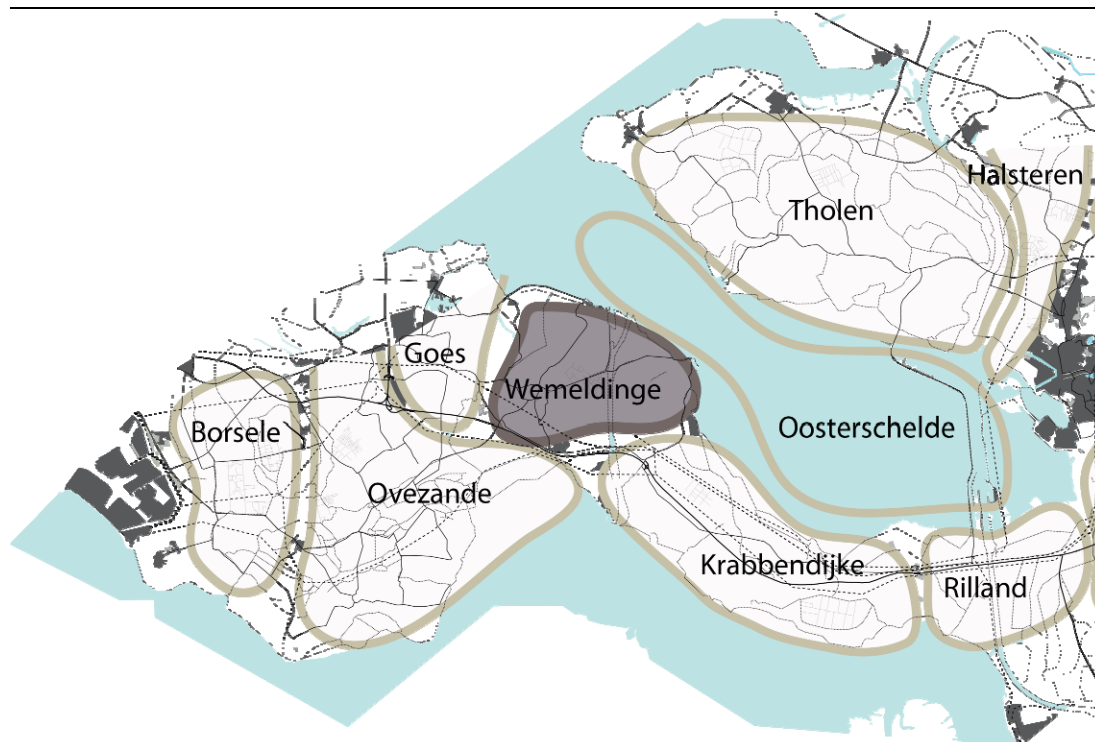 Halsteren
Tholen
Goes
Wemeldinge
Borsele
Oosterschelde
Ovezande
Krabbendijke
Rilland